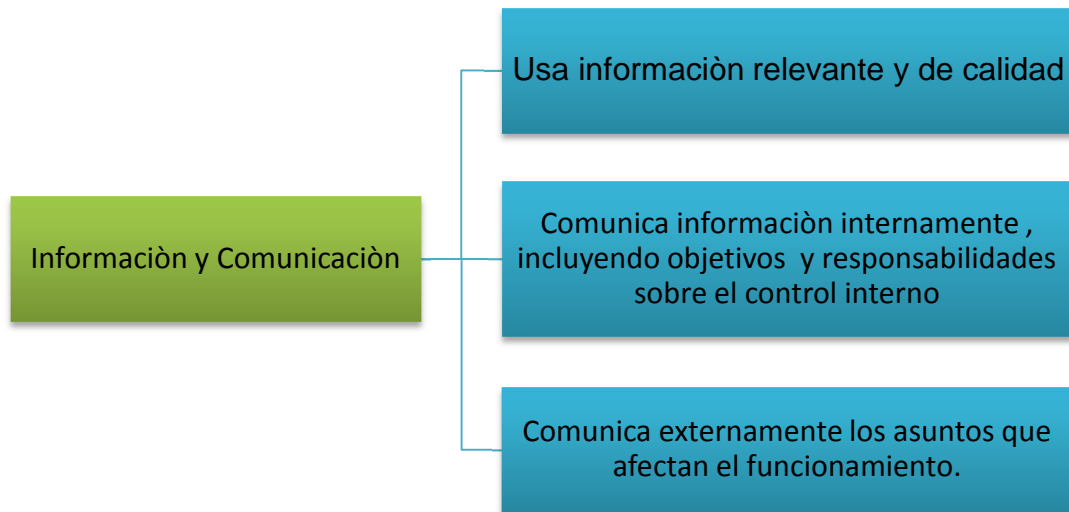 Usa informaciòn relevante y de calidad
Informaciòn y Comunicaciòn
Comunica informaciòn internamente ,
incluyendo objetivos y responsabilidades
sobre el control interno
Comunica externamente los asuntos que
afectan el funcionamiento.